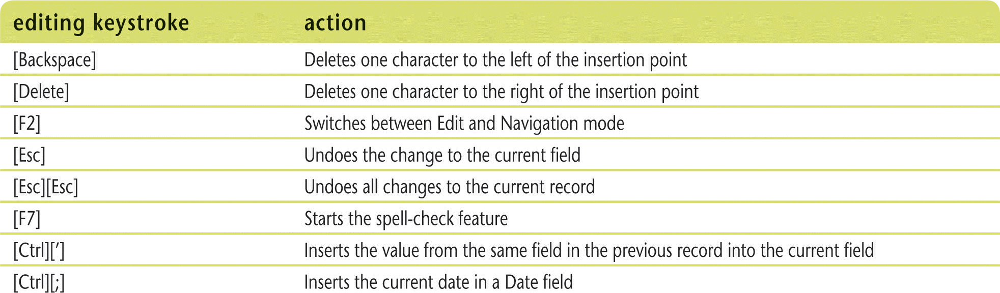 editing keystroke action
[Backspace] Deletes one character to the left of the insertion point
[Delete] Deletes one character to the right of the insertion point
[F2] Switches between Edit and Navigation mode
[Esc] Undoes the change to the current field
[Esc][Esc] Undoes all changes to the current record
[F7] Starts the spell-check feature
[Ctrl][’] Inserts the value from the same field in the previous record into the current field
[Ctrl][;] Inserts the current date in a Date field